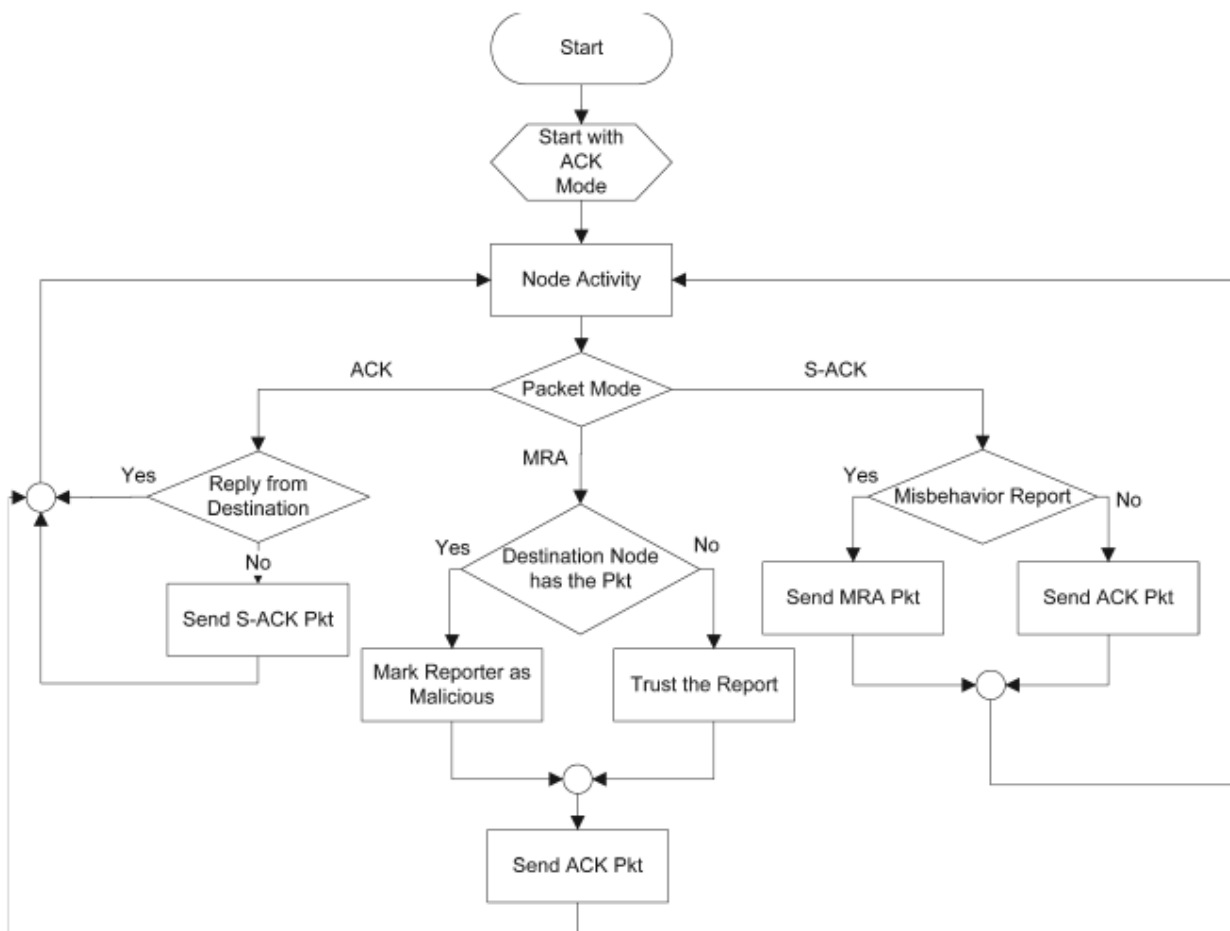 Start
Start with
ACK
Mode
Node Activity
ACK
Packet Mode
S-ACK
MRA
Yes
Reply from
Destination
No
Send S-ACK Pkt
Yes
Destination Node
has the Pkt
No
Mark Reporter as
Malicious
Trust the Report
Send ACK Pkt
Yes
Misbehavior Report
No
Send MRA Pkt
Send ACK Pkt